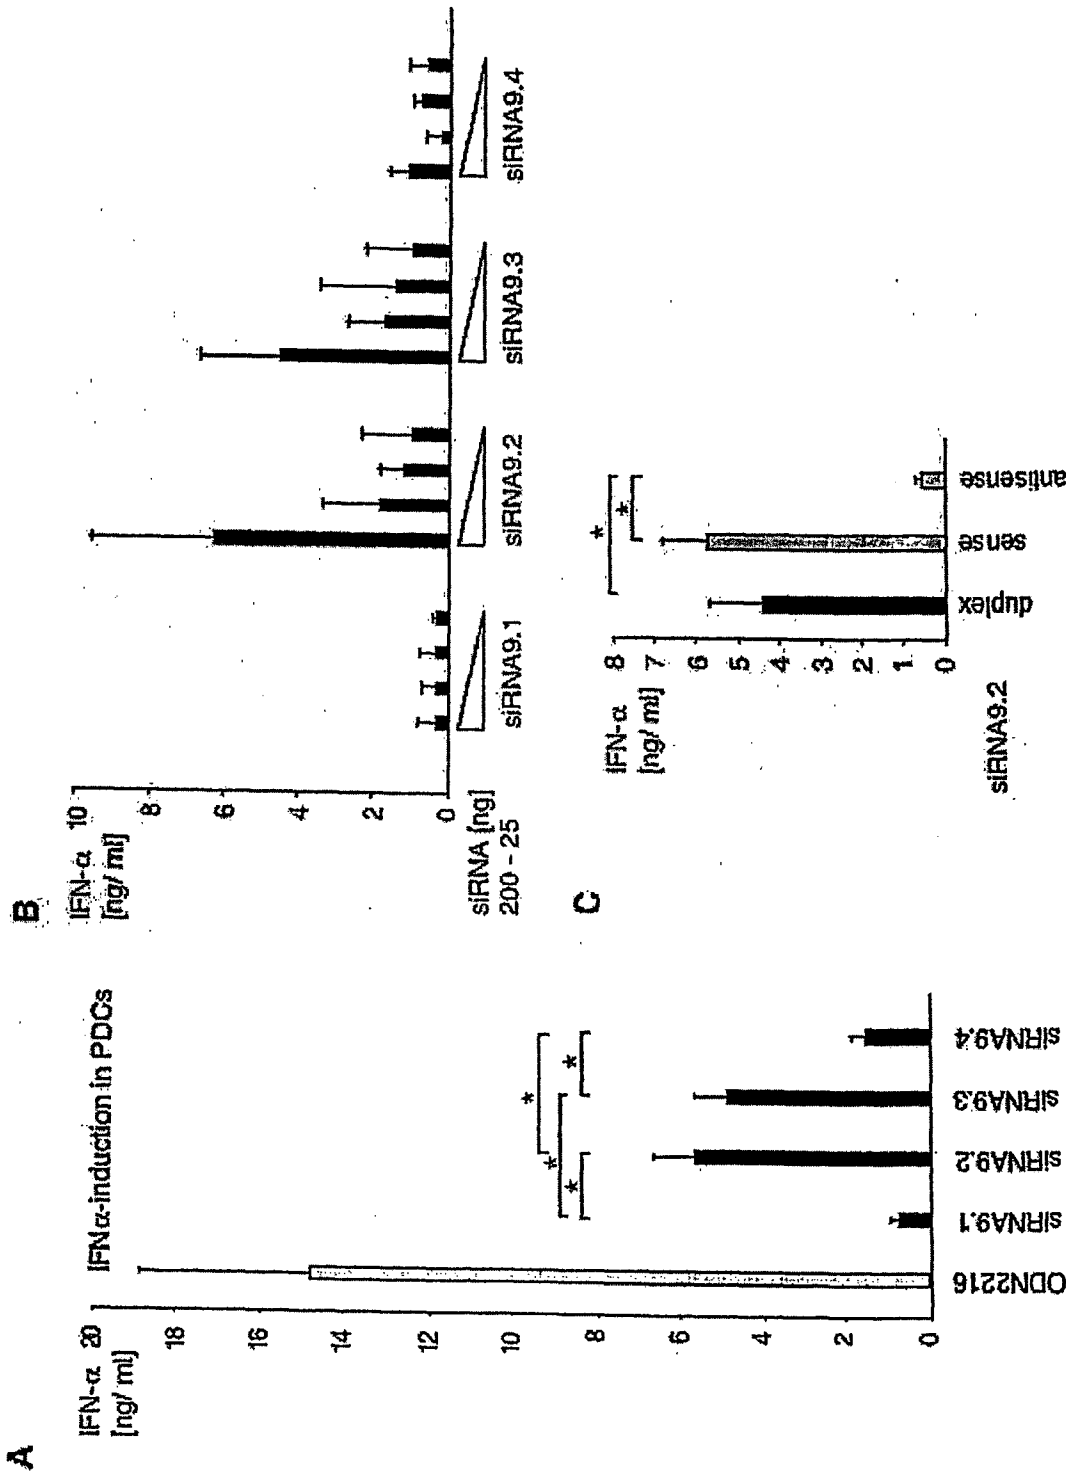 A
IFN-α
[ng/ ml]
IFNα-induction in PDCs
20
18
16
14
12
10
8
6
4
2
0
ODN2216
siRNA9.1
siRNA9.2
siRNA9.3
siRNA9.4
*
*
*
*
B
IFN-α
[ng/ ml]
10
8
6
4
2
0
siRNA [ng]
200 - 25
siRNA9.1
siRNA9.2
siRNA9.3
siRNA9.4
C
IFN-α
[ng/ ml]
8
7
6
5
4
3
2
1
0
*
*
siRNA9.2
duplex
sense
antisense